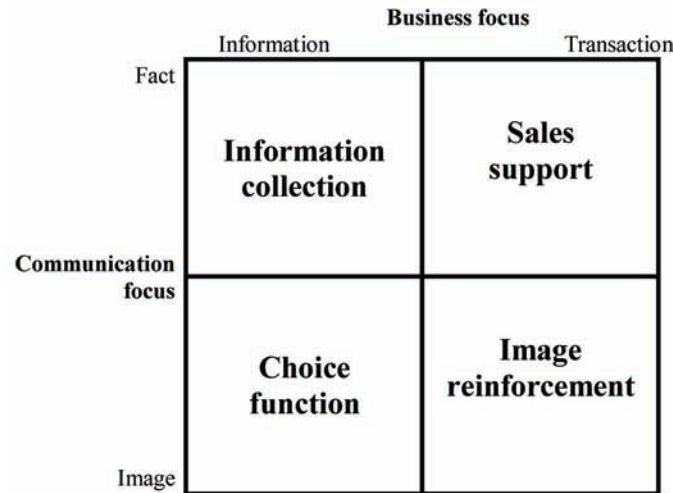 Business focus
Information Transaction
Fact
Information
collection
Sales
support
Communication
focus
Choice
function
Image
reinforcement
Image